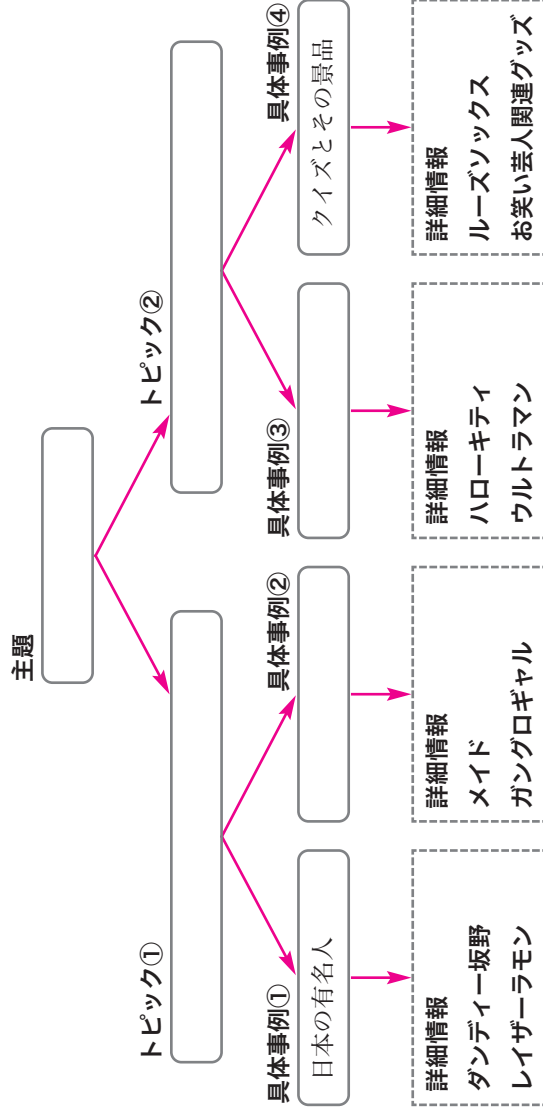 主題
トピック①
トピック②
具体事例①
日本の有名人
具体事例②
具体事例③
具体事例④
クイズとその景品
詳細情報
ダンディー坂野
レイザーラモン
詳細情報
メイド
ガングロギャル
詳細情報
ハローキティ
ウルトラマン
詳細情報
ルーズソックス
お笑い芸人関連グッズ